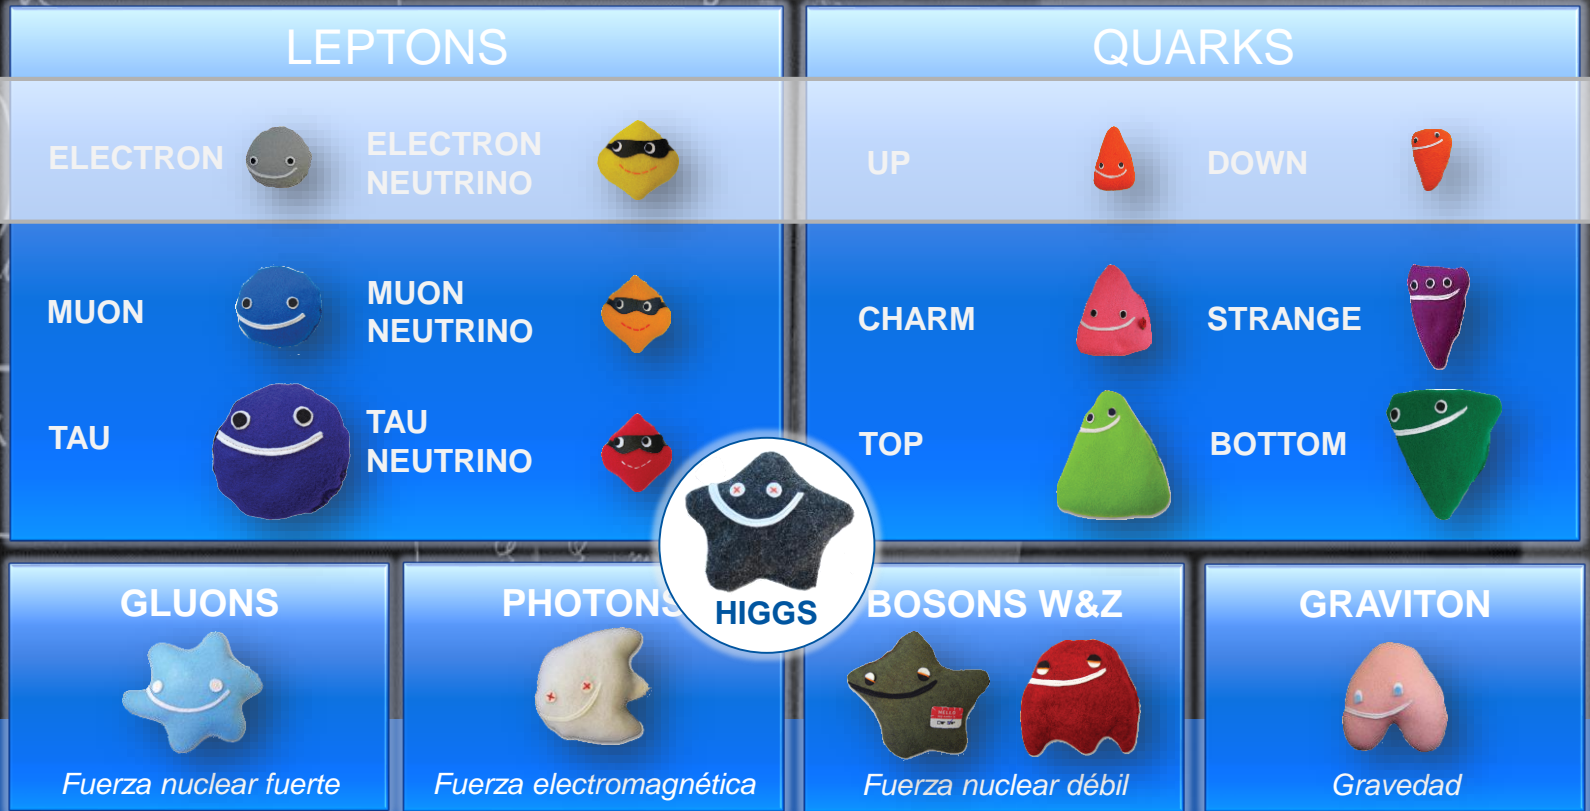 LEPTONS
QUARKS
ELECTRON
ELECTRON
NEUTRINO
UP
DOWN
MUON
MUON
NEUTRINO
CHARM
STRANGE
TAU
TAU
NEUTRINO
TOP
BOTTOM
HIGGS
GLUONS
PHOTONS
BOSONS W&Z
GRAVITON
HELLO
Fuerza nuclear fuerte
Fuerza electromagnética
Fuerza nuclear débil
Gravedad